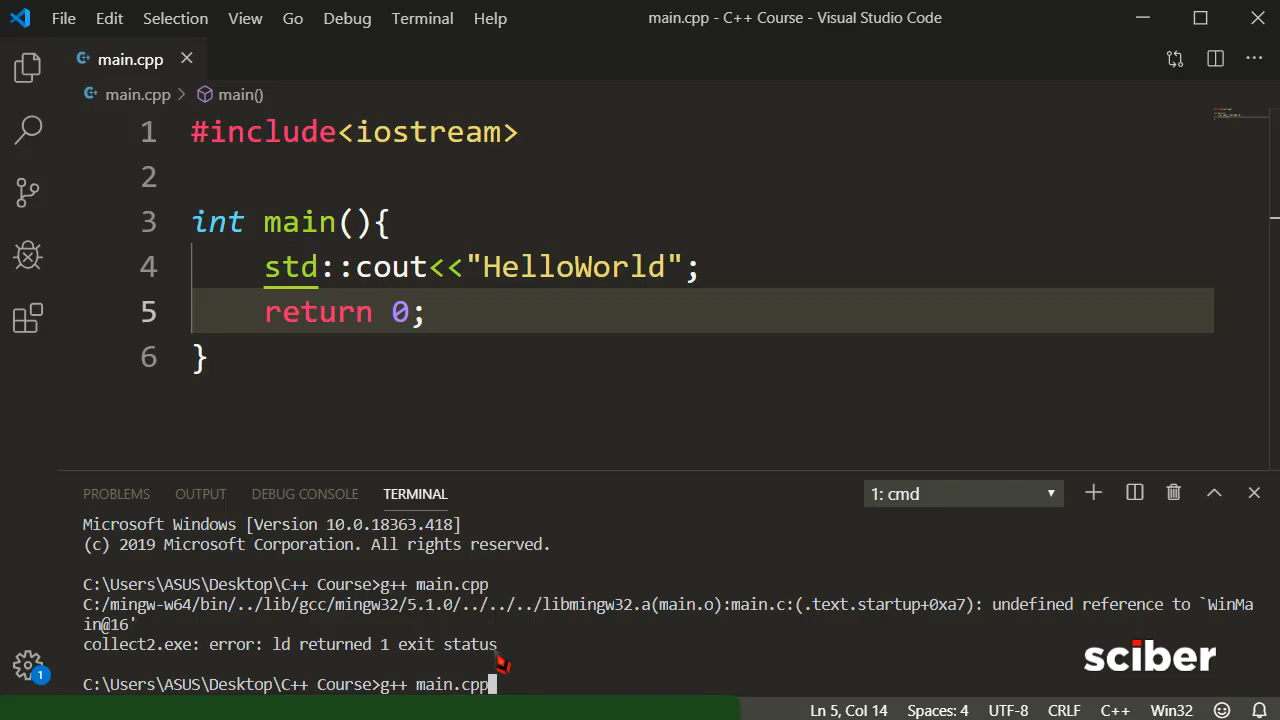 File Edit Selection View Go Debug Terminal Help main.cpp - C++ Course - Visual Studio Code
main.cpp
main.cpp > main()
1 #include<iostream>
2
3 int main(){
4 std::cout<<"HelloWorld";
5 return 0;
6 }
PROBLEMS OUTPUT DEBUG CONSOLE TERMINAL 1: cmd
Microsoft Windows [Version 10.0.18363.418]
(c) 2019 Microsoft Corporation. All rights reserved.
C:\Users\ASUS\Desktop\C++ Course>g++ main.cpp
C:/mingw-w64/bin/../lib/gcc/mingw32/5.1.0/../../../libmingw32.a(main.o):main.c:(.text.startup+0xa7): undefined reference to `WinMa
in@16'
collect2.exe: error: ld returned 1 exit status
C:\Users\ASUS\Desktop\C++ Course>g++ main.cpp
sciber
1
Ln 5, Col 14 Spaces: 4 UTF-8 CRLF C++ Win32